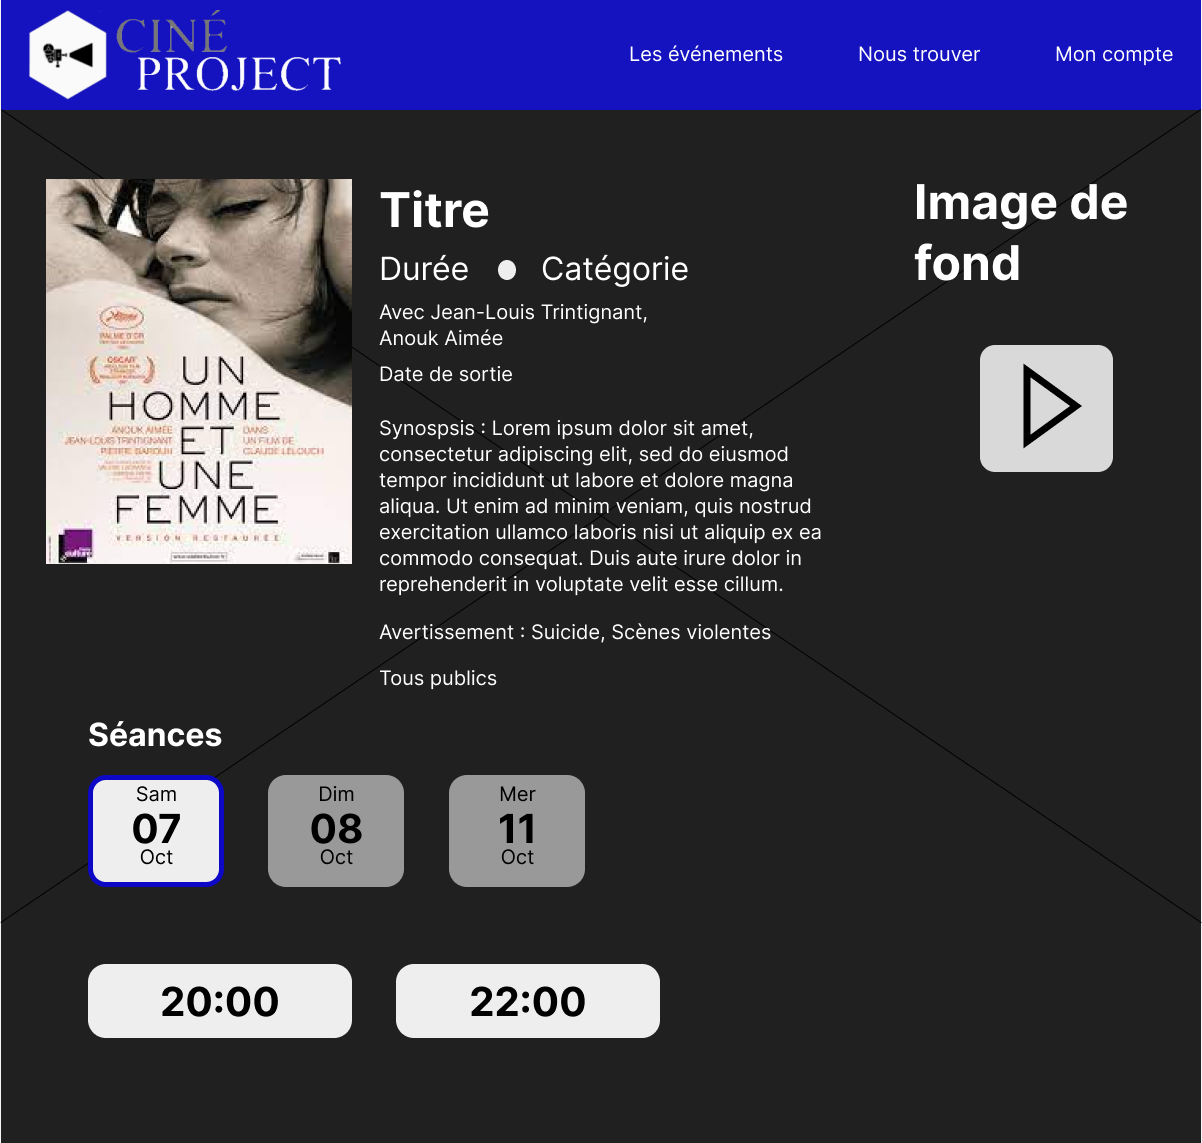 CINÉ
PROJECT
Les événements
Nous trouver
Mon compte
PALME D'OR
OSCAR
UN
HOMME
ANOUK AIMÉE
JEAN-LOUIS TRINTIGNANT
PIERRE BAROUH
ET
DANS
UN FILM DE
CLAUDE LELOUCH
UNE
FEMME
VERSION RESTAURÉE
culture
Titre
Durée
Catégorie
Avec Jean-Louis Trintignant,
Anouk Aimée
Date de sortie
Synospsis : Lorem ipsum dolor sit amet,
consectetur adipiscing elit, sed do eiusmod
tempor incididunt ut labore et dolore magna
aliqua. Ut enim ad minim veniam, quis nostrud
exercitation ullamco laboris nisi ut aliquip ex ea
commodo consequat. Duis aute irure dolor in
reprehenderit in voluptate velit esse cillum.
Avertissement : Suicide, Scènes violentes
Tous publics
Image de
fond
Séances
Sam
07
Oct
Dim
08
Oct
Mer
11
Oct
20:00
22:00